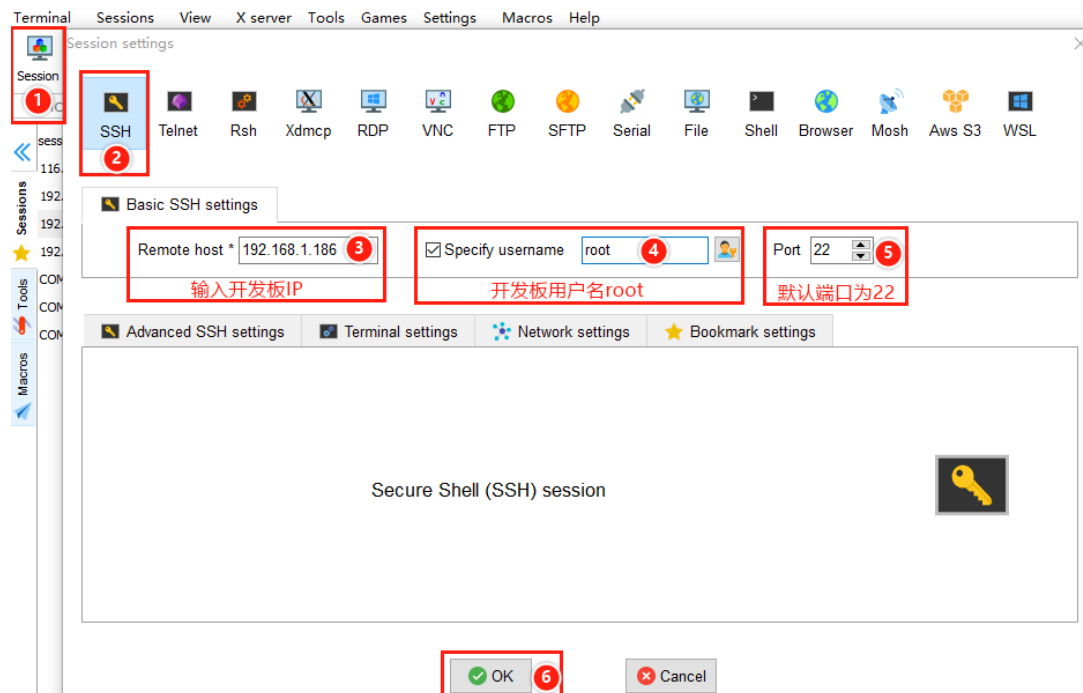 Terminal Sessions View X server Tools Games Settings Macros Help
Session settings
Session
1
SSH Telnet Rsh Xdmcp RDP VNC FTP SFTP Serial File Shell Browser Mosh Aws S3 WSL
2
sess
116.
192.
192.
192.
COM
COM
COM
Sessions
Tools
Macros
Basic SSH settings
Remote host * 192.168.1.186 3 Specify username root 4 Port 22 5
输入开发板IP 开发板用户名root 默认端口为22
Advanced SSH settings Terminal settings Network settings Bookmark settings
Secure Shell (SSH) session
OK 6 Cancel